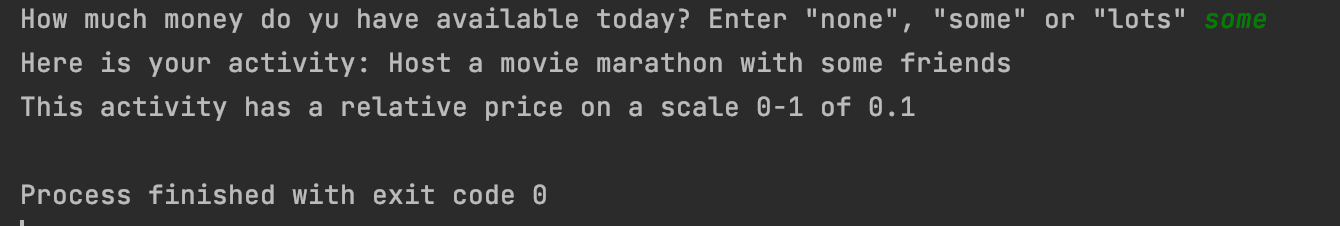 How much money do yu have available today? Enter "none", "some" or "lots" some
Here is your activity: Host a movie marathon with some friends
This activity has a relative price on a scale 0-1 of 0.1
Process finished with exit code 0